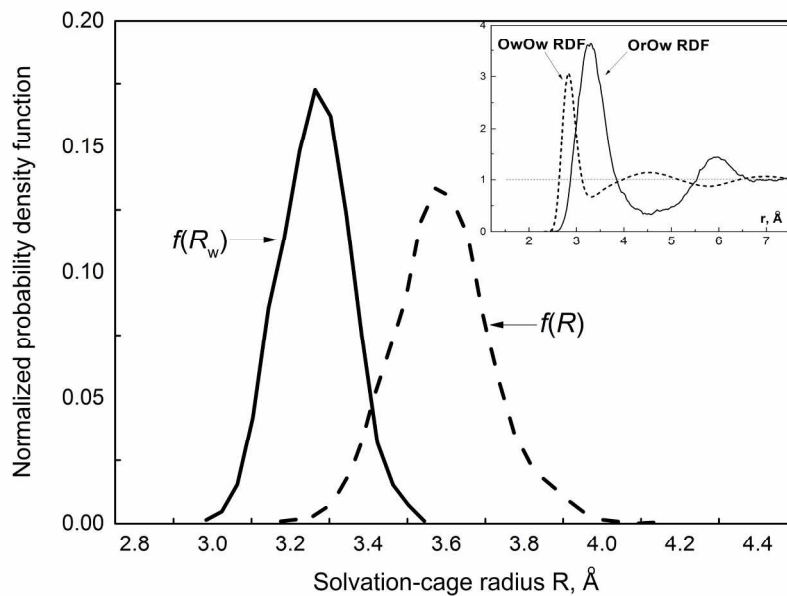 0.20
0.15
0.10
0.05
0.00
Normalized probability density function
2.8 3.0 3.2 3.4 3.6 3.8 4.0 4.2 4.4
Solvation-cage radius R, Å
f(Rw)
f(R)
OwOw RDF
OrOw RDF
4
3
2
1
0
2 3 4 5 6 7
r, Å